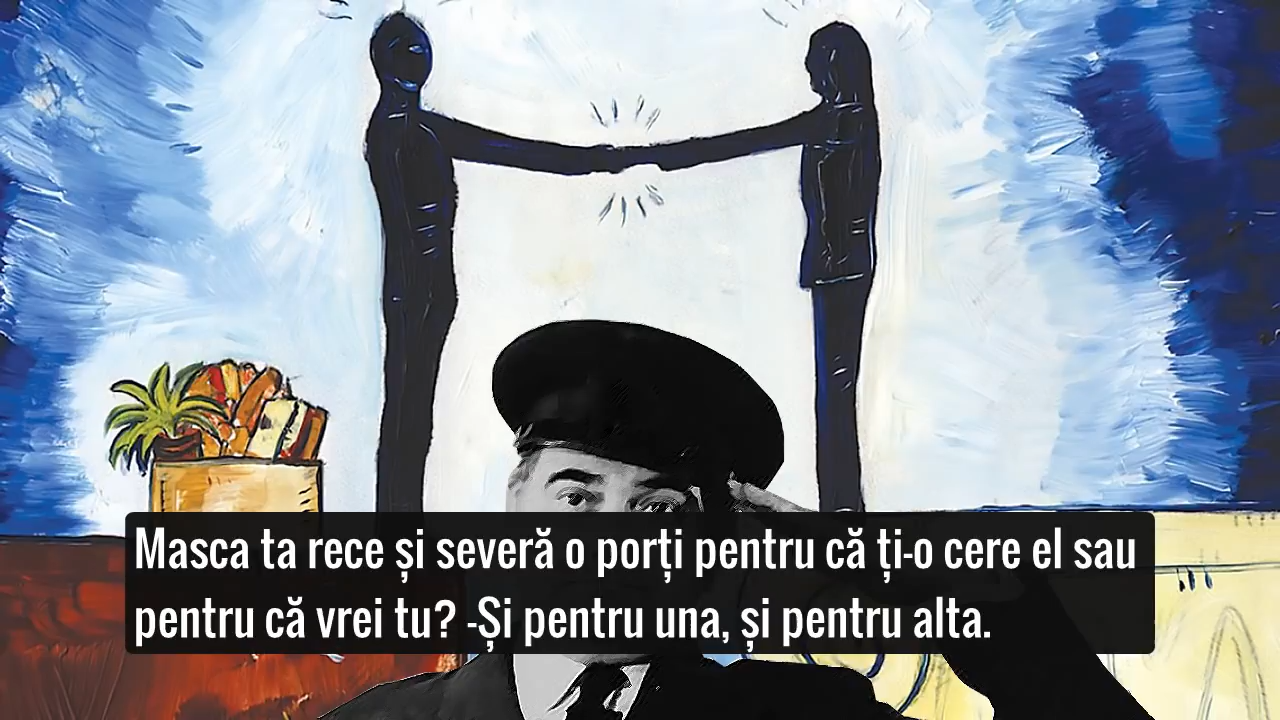 Masca ta rece și severă o porți pentru că ți-o cere el sau
pentru că vrei tu? -Și pentru una, și pentru alta.